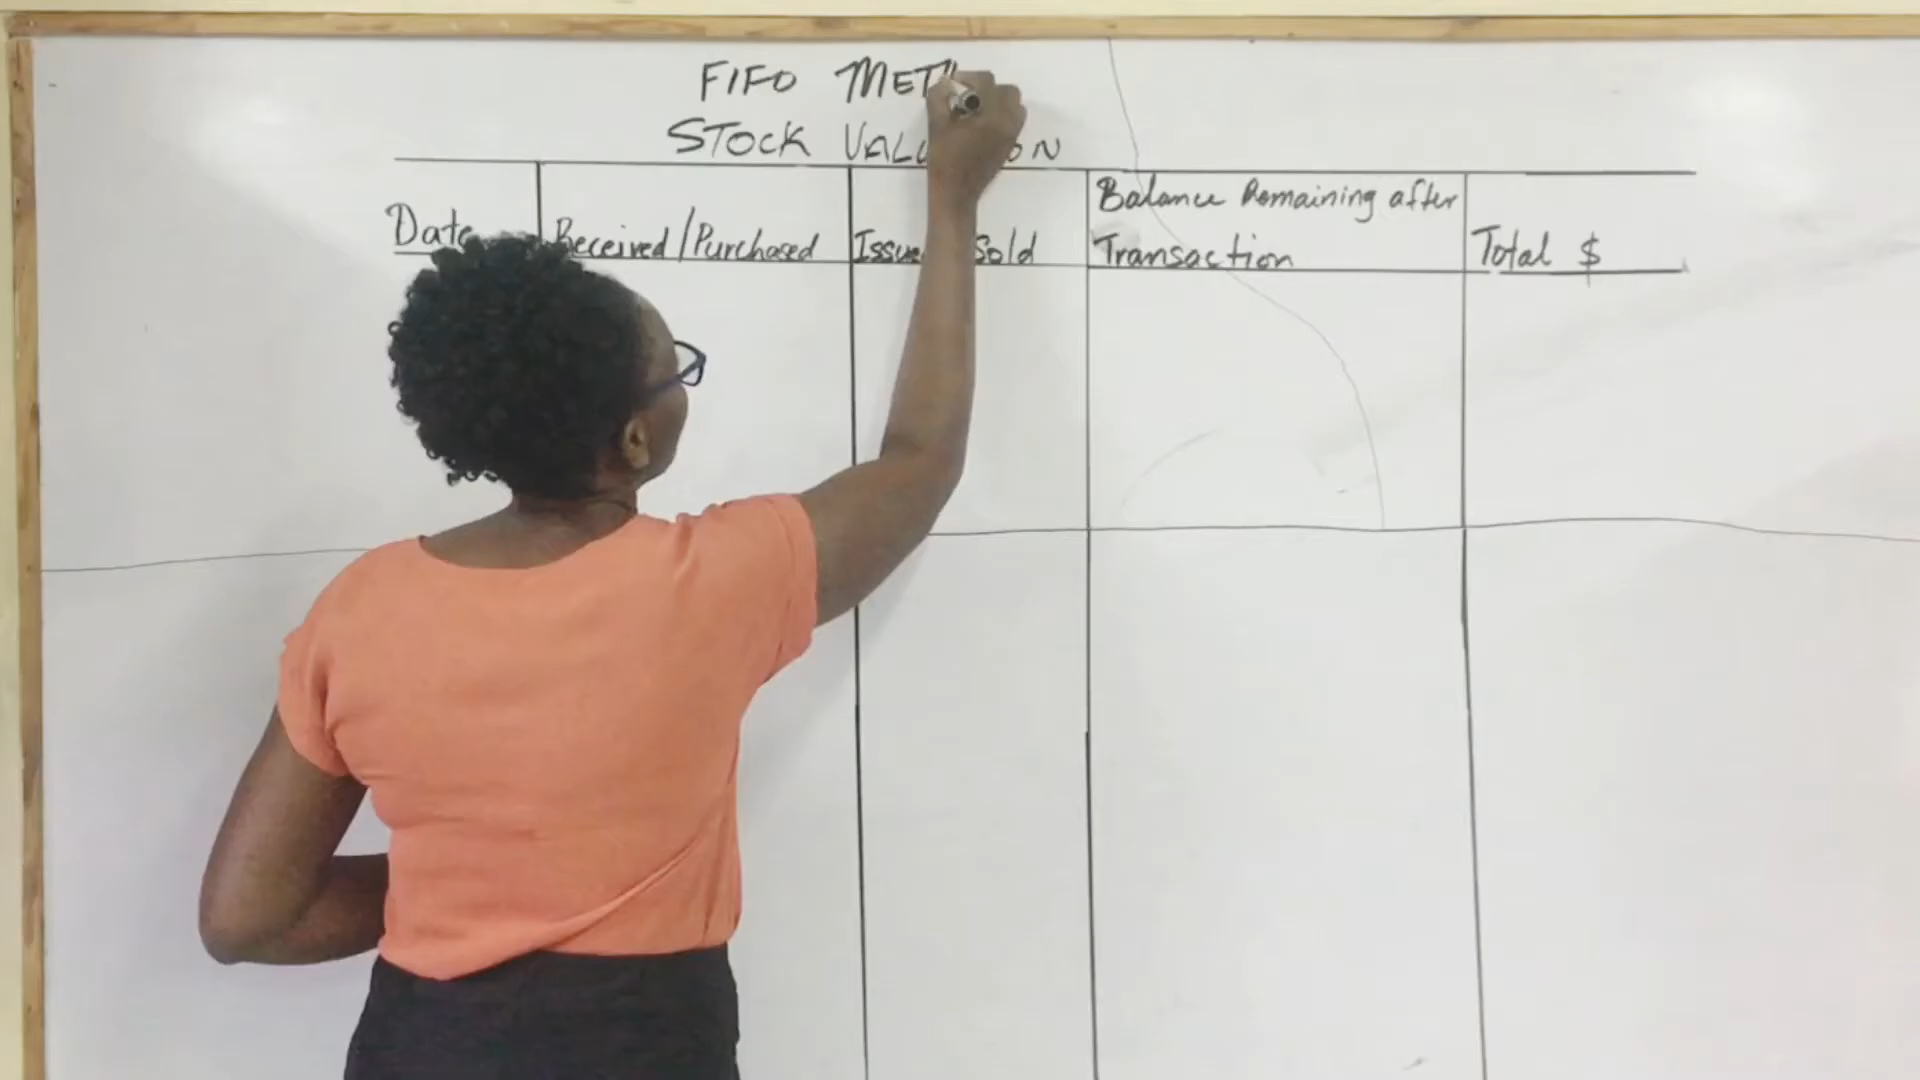 FIFO
STOCK
Date Received/Purchased Sold
Balance Remaining after
Transaction
Total $